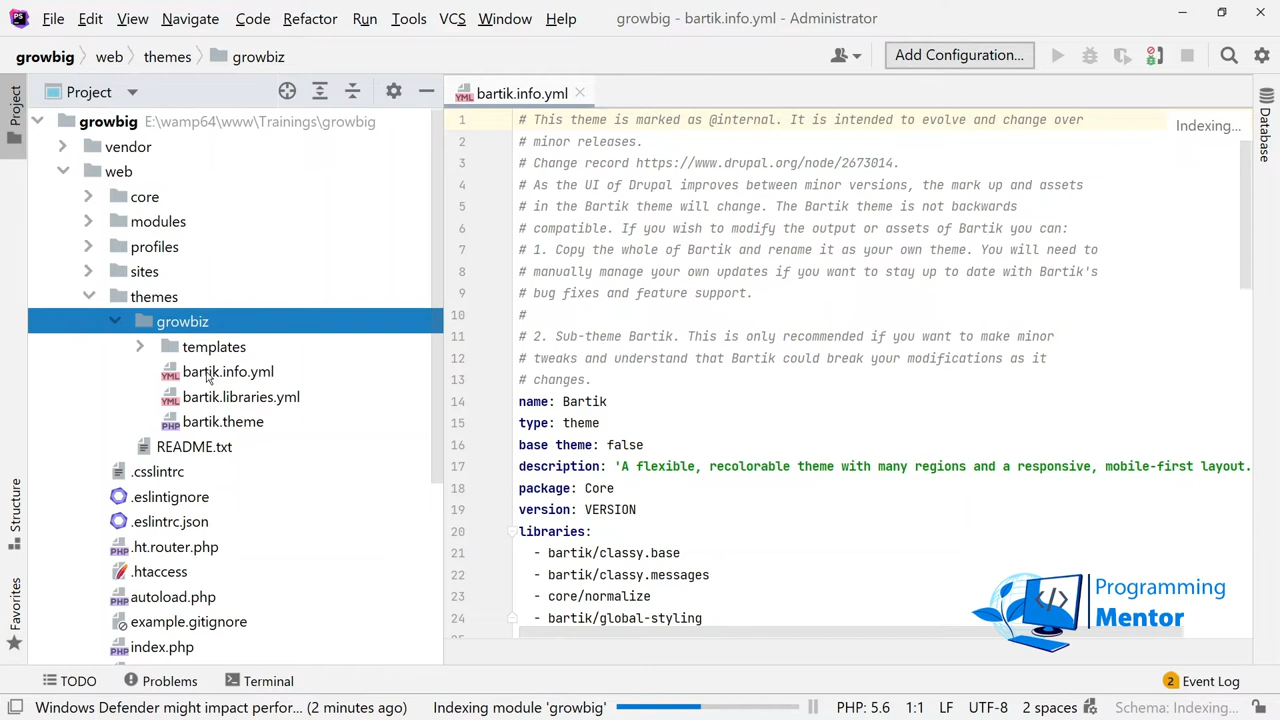 File Edit View Navigate Code Refactor Run Tools VCS Window Help growbig - bartik.info.yml - Administrator
growbig web themes growbiz Add Configuration...
Project
Project
bartik.info.yml
growbig E:\wamp64\www\Trainings\growbig
vendor
web
core
modules
profiles
sites
themes
growbiz
templates
bartik.info.yml
bartik.libraries.yml
bartik.theme
README.txt
.csslintrc
.eslintignore
.eslintrc.json
.ht.router.php
.htaccess
autoload.php
example.gitignore
index.php
Structure
Favorites
1 # This theme is marked as @internal. It is intended to evolve and change over
2 # minor releases.
3 # Change record https://www.drupal.org/node/2673014.
4 # As the UI of Drupal improves between minor versions, the mark up and assets
5 # in the Bartik theme will change. The Bartik theme is not backwards
6 # compatible. If you wish to modify the output or assets of Bartik you can:
7 # 1. Copy the whole of Bartik and rename it as your own theme. You will need to
8 # manually manage your own updates if you want to stay up to date with Bartik's
9 # bug fixes and feature support.
10 #
11 # 2. Sub-theme Bartik. This is only recommended if you want to make minor
12 # tweaks and understand that Bartik could break your modifications as it
13 # changes.
14 name: Bartik
15 type: theme
16 base theme: false
17 description: 'A flexible, recolorable theme with many regions and a responsive, mobile-first layout.
18 package: Core
19 version: VERSION
20 libraries:
21 - bartik/classy.base
22 - bartik/classy.messages
23 - core/normalize
24 - bartik/global-styling
Indexing...
Database
Programming
Mentor
TODO Problems Terminal 2 Event Log
Windows Defender might impact perfor... (2 minutes ago) Indexing module 'growbig' PHP: 5.6 1:1 LF UTF-8 2 spaces Schema: Indexing...